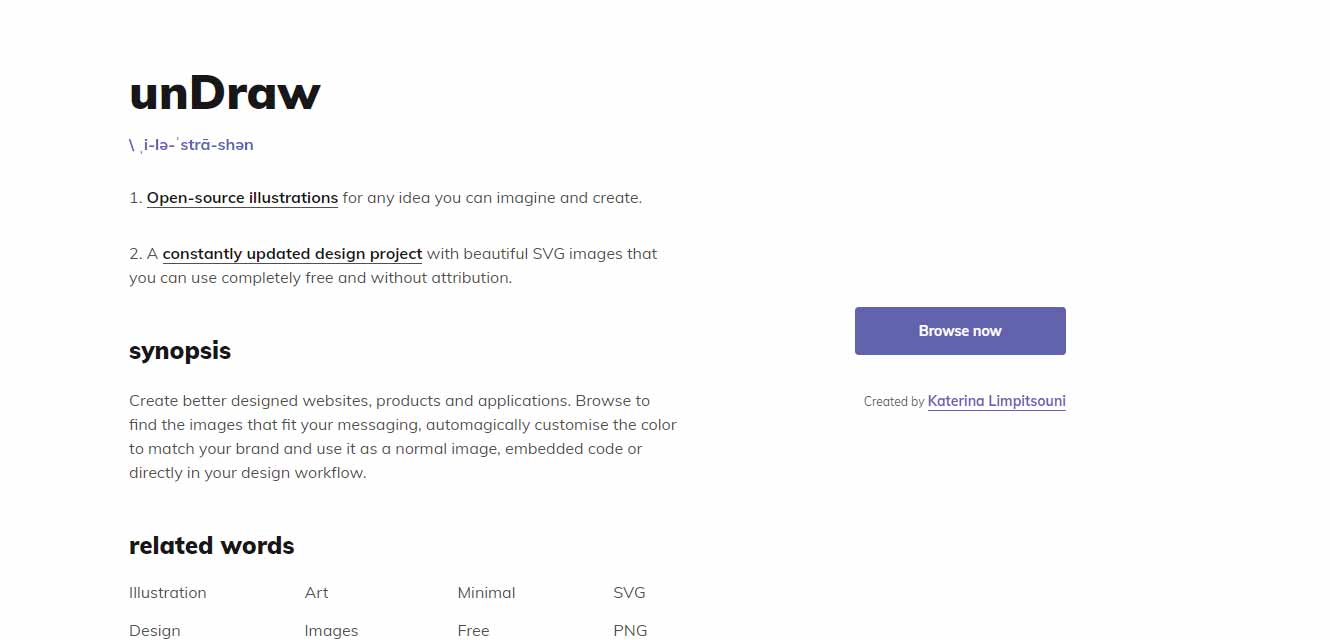 unDraw
\ ˌi-lə-ˈstrā-shən
1. Open-source illustrations for any idea you can imagine and create.
2. A constantly updated design project with beautiful SVG images that
you can use completely free and without attribution.
synopsis
Create better designed websites, products and applications. Browse to
find the images that fit your messaging, automagically customise the color
to match your brand and use it as a normal image, embedded code or
directly in your design workflow.
related words
Illustration Art Minimal SVG
Design Images Free PNG
Browse now
Created by Katerina Limpitsouni